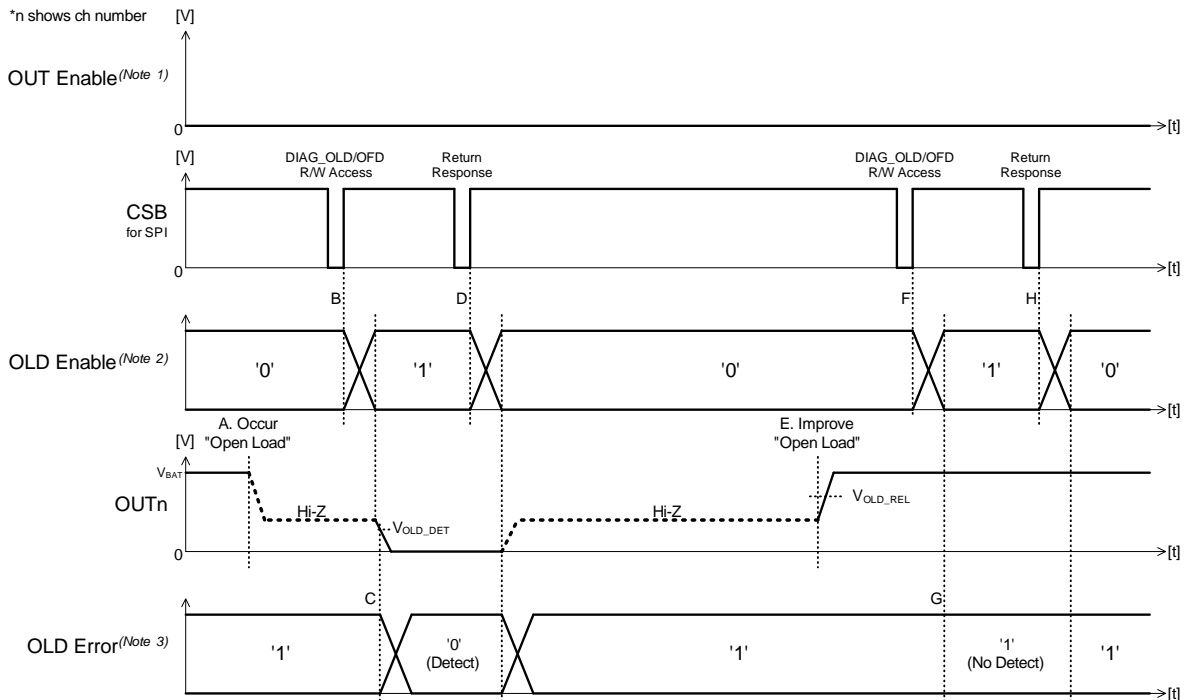 *n shows ch number
[V]
OUT Enable(Note 1)
0
[t]
[V]
DIAG_OLD/OFD
R/W Access
Return
Response
DIAG_OLD/OFD
R/W Access
Return
Response
CSB
for SPI
0
[t]
B
D
F
H
OLD Enable(Note 2)
'0'
'1'
'0'
'1'
'0'
[t]
A. Occur
"Open Load"
E. Improve
"Open Load"
[V]
VBAT
OUTn
Hi-Z
VOLD_DET
Hi-Z
VOLD_REL
0
[t]
C
G
OLD Error(Note 3)
'1'
'0'
(Detect)
'1'
'1'
(No Detect)
'1'
[t]